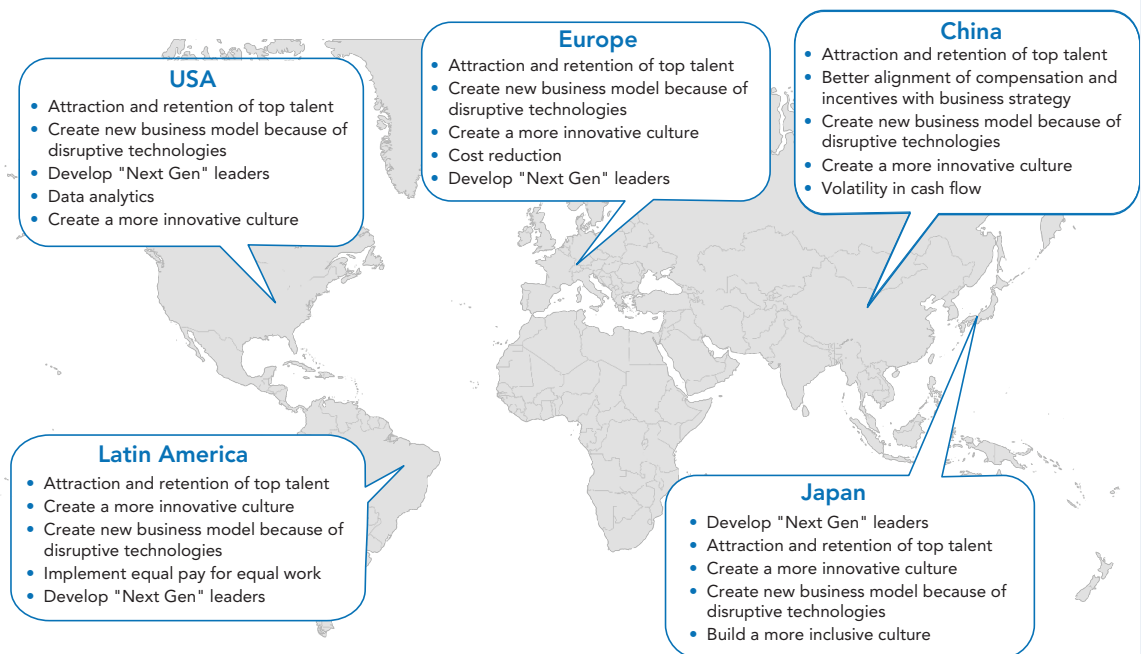 USA
• Attraction and retention of top talent
• Create new business model because of
disruptive technologies
• Develop "Next Gen" leaders
• Data analytics
• Create a more innovative culture
Europe
• Attraction and retention of top talent
• Create new business model because of
disruptive technologies
• Create a more innovative culture
• Cost reduction
• Develop "Next Gen" leaders
China
• Attraction and retention of top talent
• Better alignment of compensation and
incentives with business strategy
• Create new business model because of
disruptive technologies
• Create a more innovative culture
• Volatility in cash flow
Latin America
• Attraction and retention of top talent
• Create a more innovative culture
• Create new business model because of
disruptive technologies
• Implement equal pay for equal work
• Develop "Next Gen" leaders
Japan
• Develop "Next Gen" leaders
• Attraction and retention of top talent
• Create a more innovative culture
• Create new business model because of
disruptive technologies
• Build a more inclusive culture